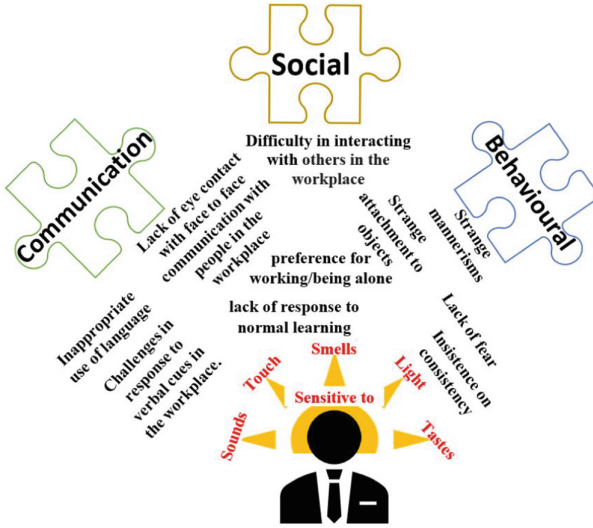 Social
Communication
Behavioural
Difficulty in interacting
with others in the
workplace
Lack of eye contact
with face to face
communication with
people in the
workplace
Strange
attachment to
objects
Strange
mannerisms
preference for
working/being alone
lack of response to
normal learning
Inappropriate
use of language
Challenges in
response to
verbal cues in
the workplace.
Lack of fear
Insistence on
consistency
Smells
Touch
Light
Sensitive to
Sounds
Tastes